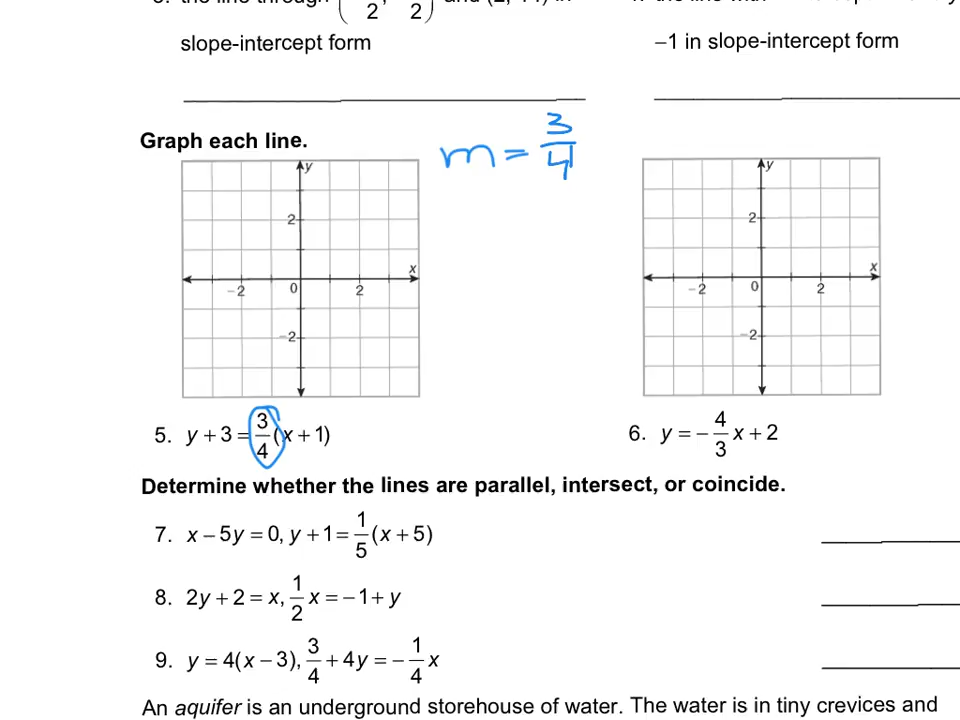 slope-intercept form
−1 in slope-intercept form
Graph each line.
m = 3/4
y
2
x
−2 0 2
−2
y
2
x
−2 0 2
−2
5. y + 3 = 3/4 (x + 1)
6. y = − 4/3 x + 2
Determine whether the lines are parallel, intersect, or coincide.
7. x − 5y = 0, y + 1 = 1/5 (x + 5)
8. 2y + 2 = x, 1/2 x = −1 + y
9. y = 4(x − 3), 3/4 + 4y = − 1/4 x
An aquifer is an underground storehouse of water. The water is in tiny crevices and